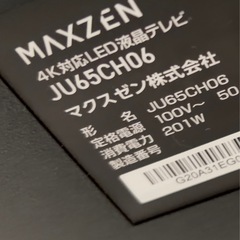 MAXZEN
4K対応LED液晶テレビ
JU65CH06
マクスゼン株式会社
形名 JU65CH06
定格電源 100V～ 50
消費電力 201W
製造番号
G20A31EG0